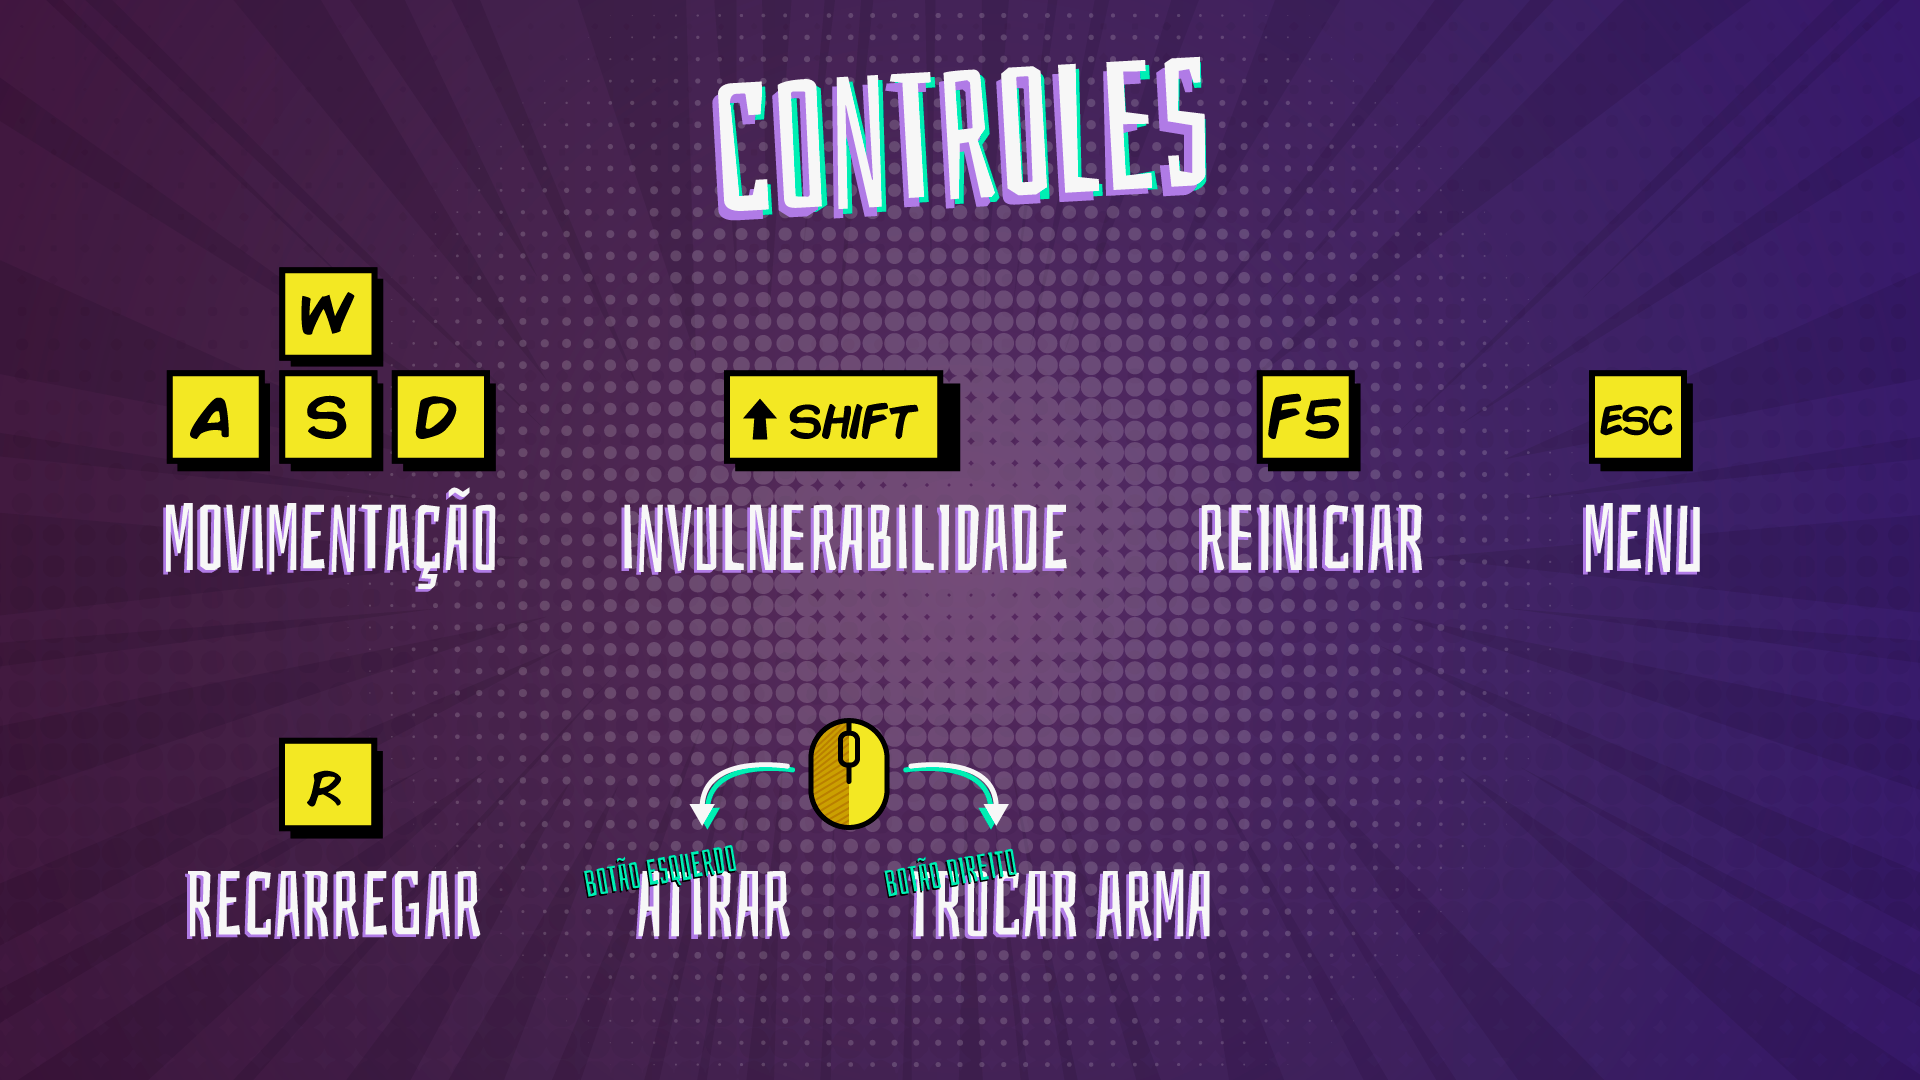 CONTROLES
W
A S D
SHIFT
F5
ESC
MOVIMENTAÇÃO
INVULNERABILIDADE
REINICIAR
MENU
R
BOTÃO ESQUERDO
BOTÃO DIREITO
RECARREGAR
ATIRAR
TROCAR ARMA